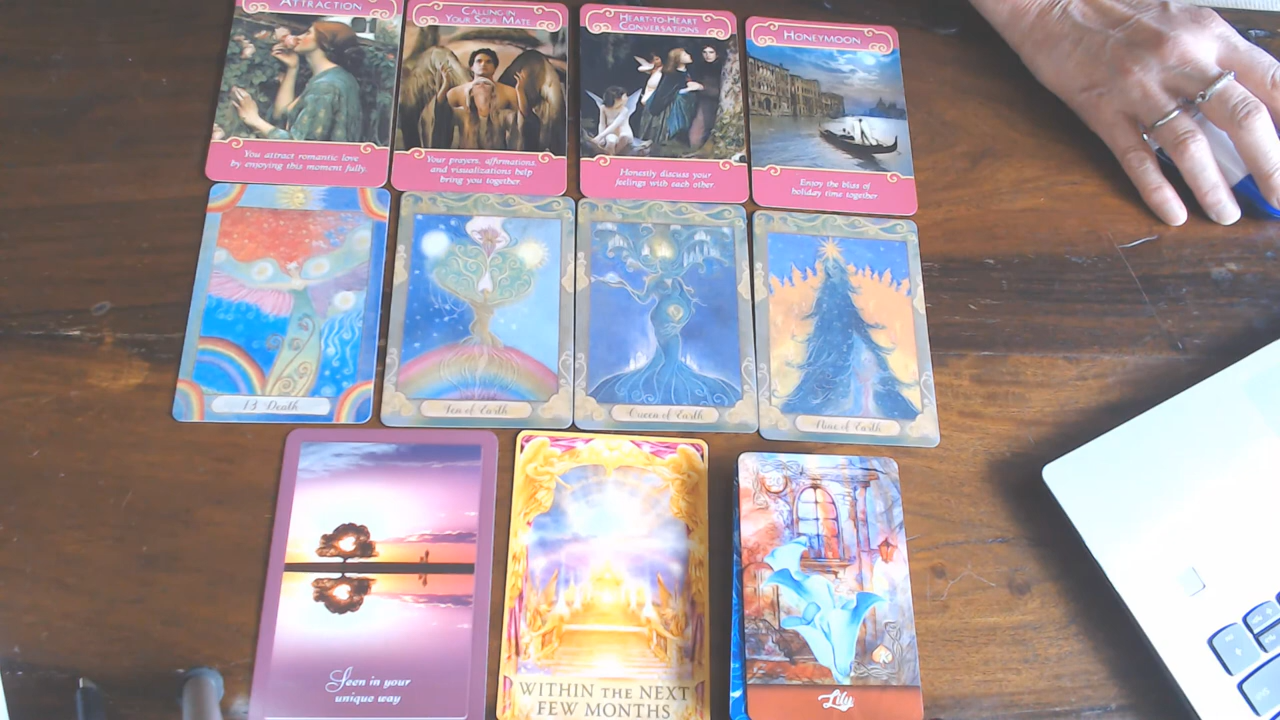 ATTRACTION
You attract romantic love
by enjoying this moment fully.
CALLING IN
YOUR SOUL MATE
Your prayers, affirmations,
and visualizations help
bring you together.
HEART-TO-HEART
CONVERSATIONS
Honestly discuss your
feelings with each other.
HONEYMOON
Enjoy the bliss of
holiday time together
13 Death
Ten of Earth
Queen of Earth
Nine of Earth
Seen in your
unique way
WITHIN THE NEXT
FEW MONTHS
Lily